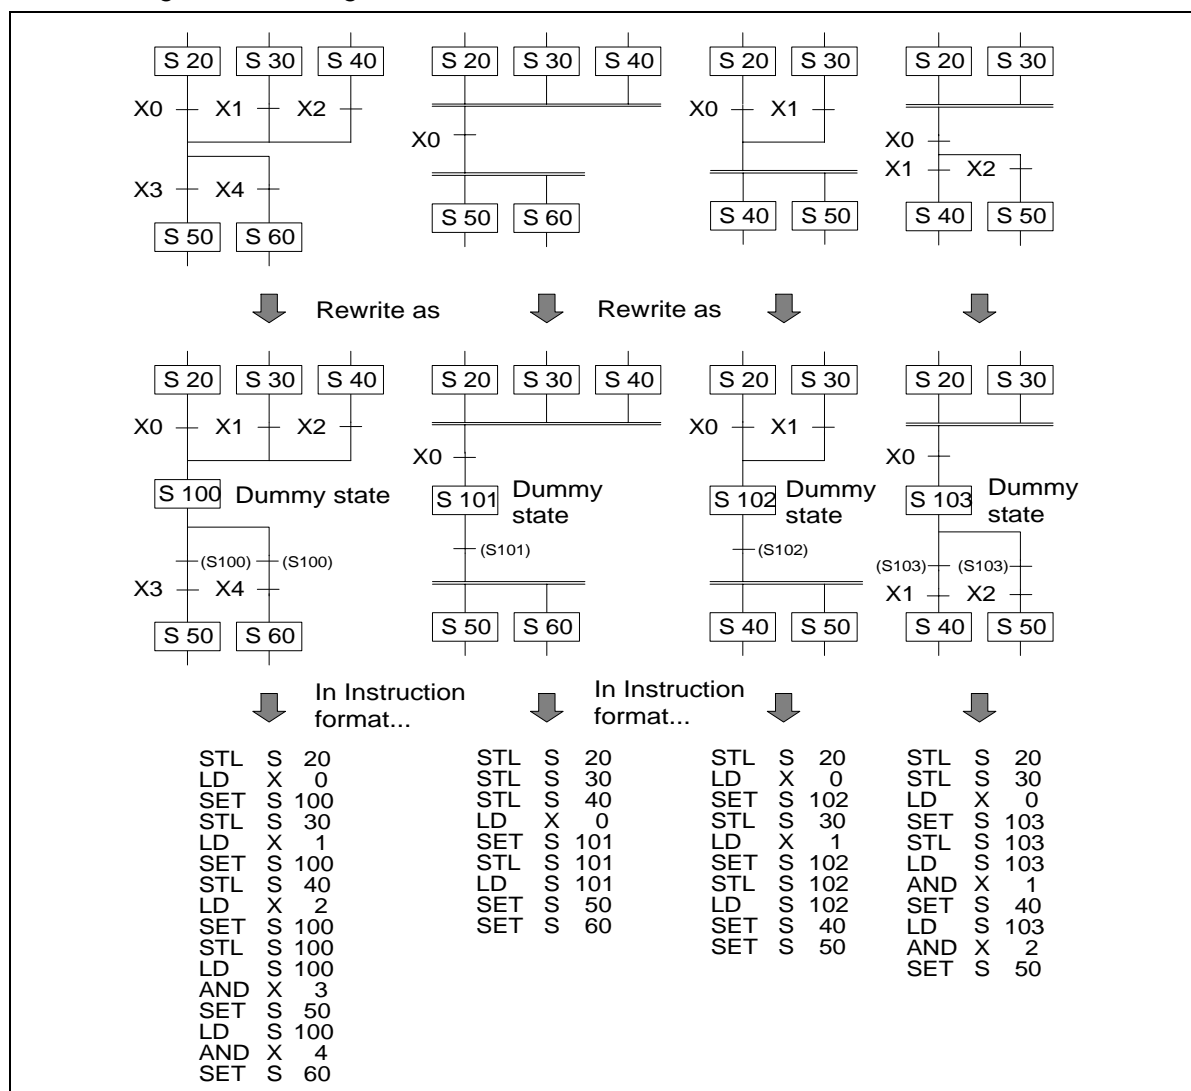 S 20 S 30 S 40 S 20 S 30 S 40 S 20 S 30 S 20 S 30
X0 X1 X2 X0 X1
X0 X0
X3 X4 X1 X2
S 50 S 60 S 50 S 60 S 40 S 50 S 40 S 50
Rewrite as Rewrite as
S 20 S 30 S 40 S 20 S 30 S 40 S 20 S 30 S 20 S 30
X0 X1 X2 X0 X1
X0 X0
S 100 Dummy state S 101 Dummy state S 102 Dummy state S 103 Dummy state
(S100) (S100) (S101) (S102) (S103) (S103)
X3 X4 X1 X2
S 50 S 60 S 50 S 60 S 40 S 50 S 40 S 50
In Instruction
format...
In Instruction
format...
STL S 20
LD X 0
SET S 100
STL S 30
LD X 1
SET S 100
STL S 40
LD X 2
SET S 100
STL S 100
LD S 100
AND X 3
SET S 50
LD S 100
AND X 4
SET S 60
STL S 20
STL S 30
STL S 40
LD X 0
SET S 101
STL S 101
LD S 101
SET S 50
SET S 60
STL S 20
LD X 0
SET S 102
STL S 30
LD X 1
SET S 102
STL S 102
LD S 102
SET S 40
SET S 50
STL S 20
STL S 30
LD X 0
SET S 103
STL S 103
LD S 103
AND X 1
SET S 40
LD S 103
AND X 2
SET S 50